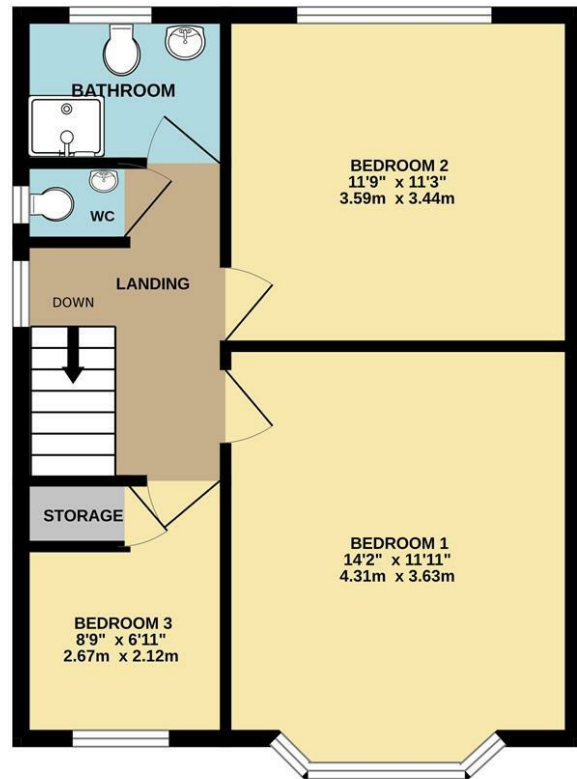 BATHROOM
BEDROOM 2
11'9" x 11'3"
3.59m x 3.44m
WC
LANDING
DOWN
STORAGE
BEDROOM 1
14'2" x 11'11"
4.31m x 3.63m
BEDROOM 3
8'9" x 6'11"
2.67m x 2.12m